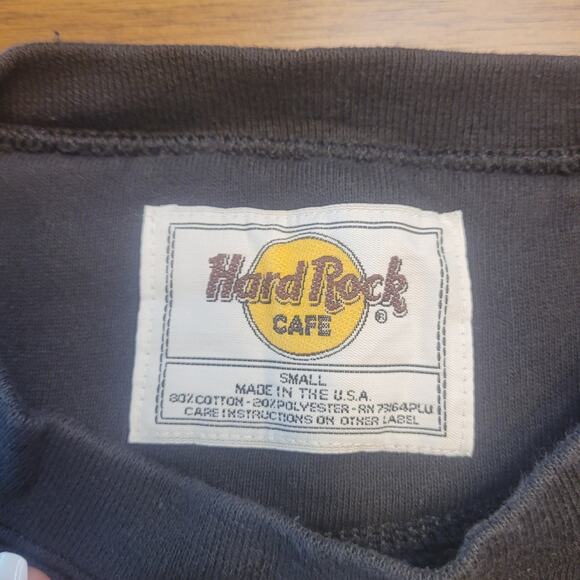 Hard Rock
CAFE
®
SMALL
MADE IN THE U.S.A.
80% COTTON - 20% POLYESTER - RN 73164PLU
CARE INSTRUCTIONS ON OTHER LABEL